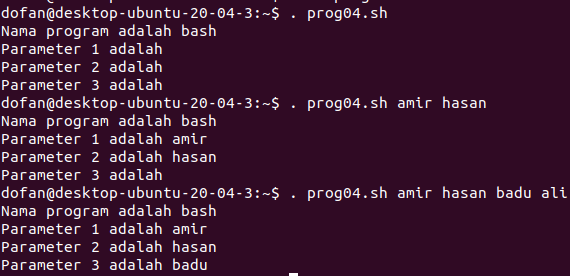 dofan@desktop-ubuntu-20-04-3:~$ . prog04.sh
Nama program adalah bash
Parameter 1 adalah
Parameter 2 adalah
Parameter 3 adalah
dofan@desktop-ubuntu-20-04-3:~$ . prog04.sh amir hasan
Nama program adalah bash
Parameter 1 adalah amir
Parameter 2 adalah hasan
Parameter 3 adalah
dofan@desktop-ubuntu-20-04-3:~$ . prog04.sh amir hasan badu ali
Nama program adalah bash
Parameter 1 adalah amir
Parameter 2 adalah hasan
Parameter 3 adalah badu